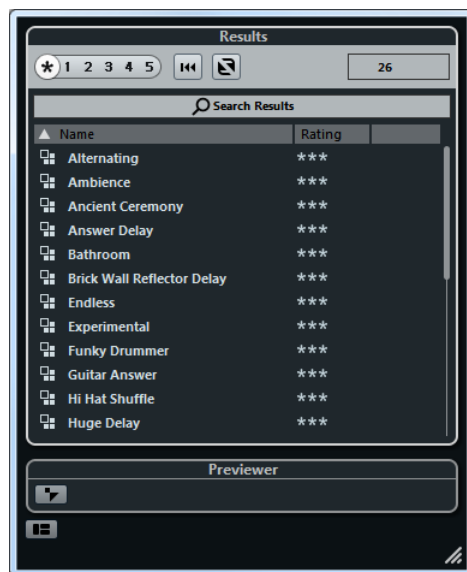 Results
* 1 2 3 4 5 26
Search Results
Name Rating
Alternating ***
Ambience ***
Ancient Ceremony ***
Answer Delay ***
Bathroom ***
Brick Wall Reflector Delay ***
Endless ***
Experimental ***
Funky Drummer ***
Guitar Answer ***
Hi Hat Shuffle ***
Huge Delay ***
Previewer